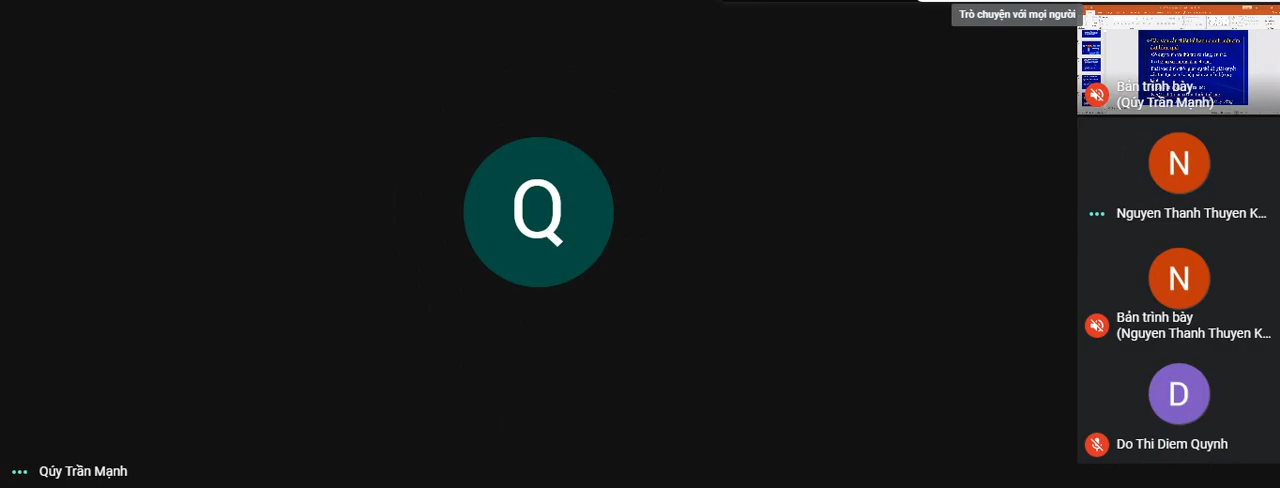 Trò chuyện với mọi người
Bản trình bày
(Qúy Trần Mạnh)
Q
N
Nguyen Thanh Thuyen K...
N
Bản trình bày
(Nguyen Thanh Thuyen K...
D
Do Thi Diem Quynh
Qúy Trần Mạnh